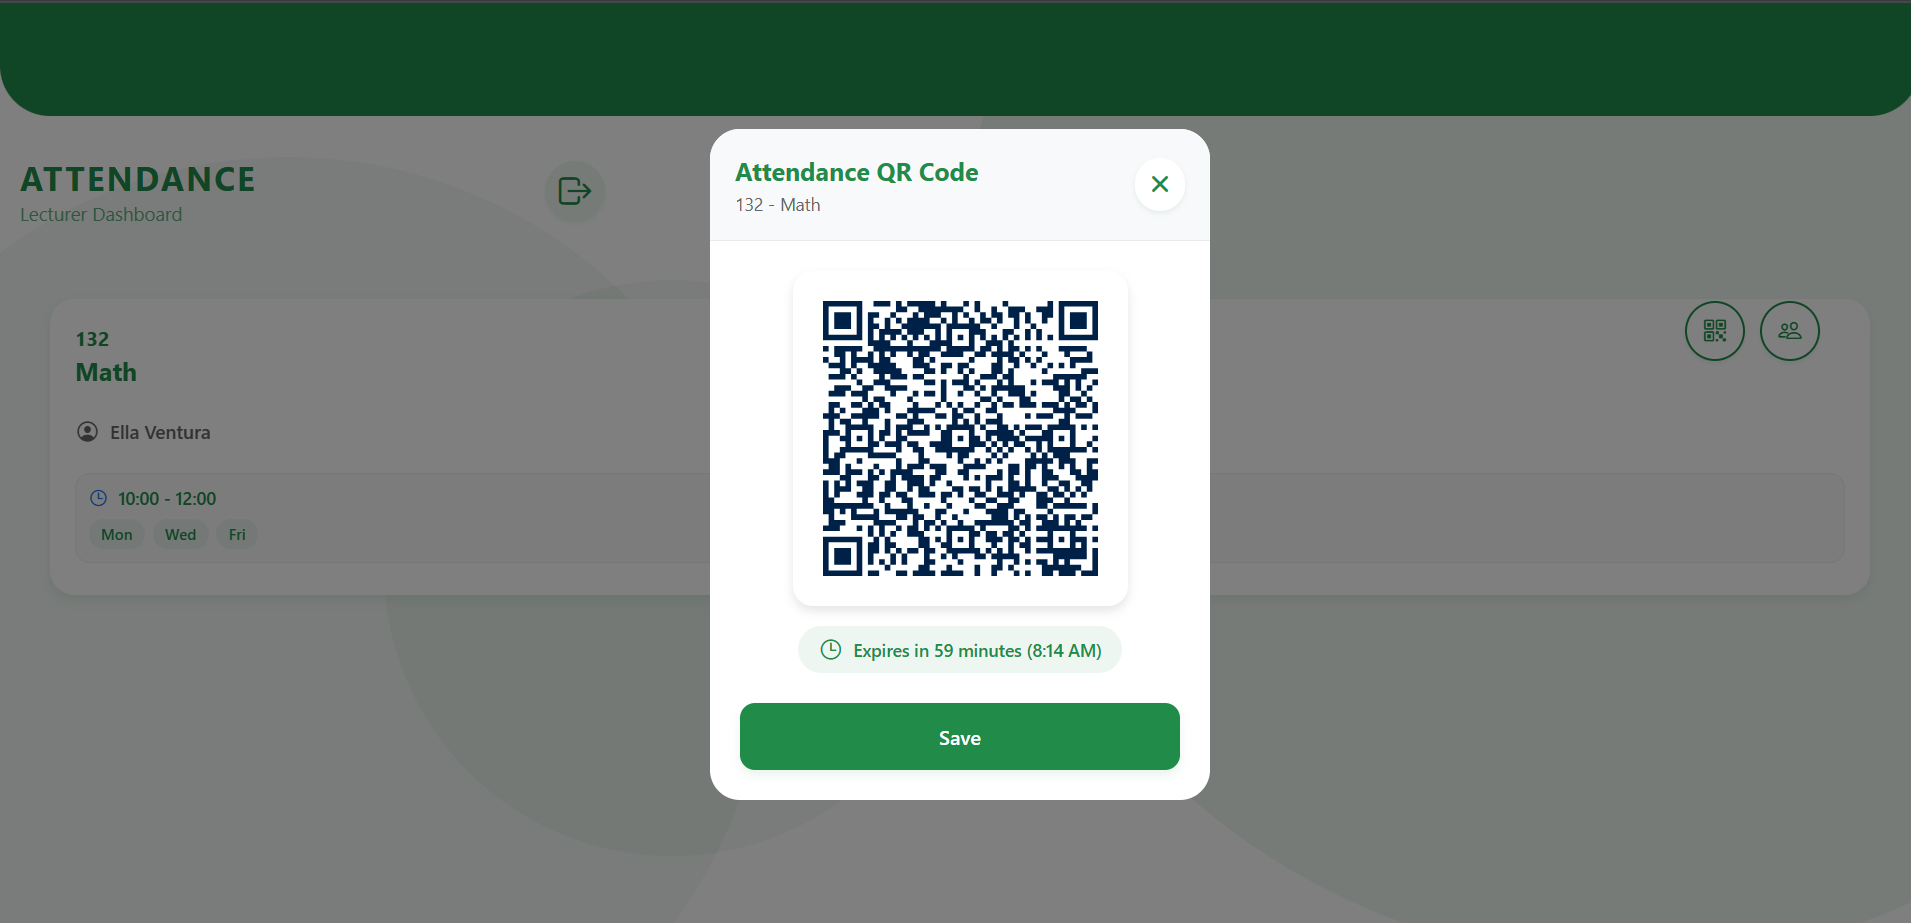 ATTENDANCE
Lecturer Dashboard
132
Math
Ella Ventura
10:00 - 12:00
Mon Wed Fri
Attendance QR Code
132 - Math
Expires in 59 minutes (8:14 AM)
Save